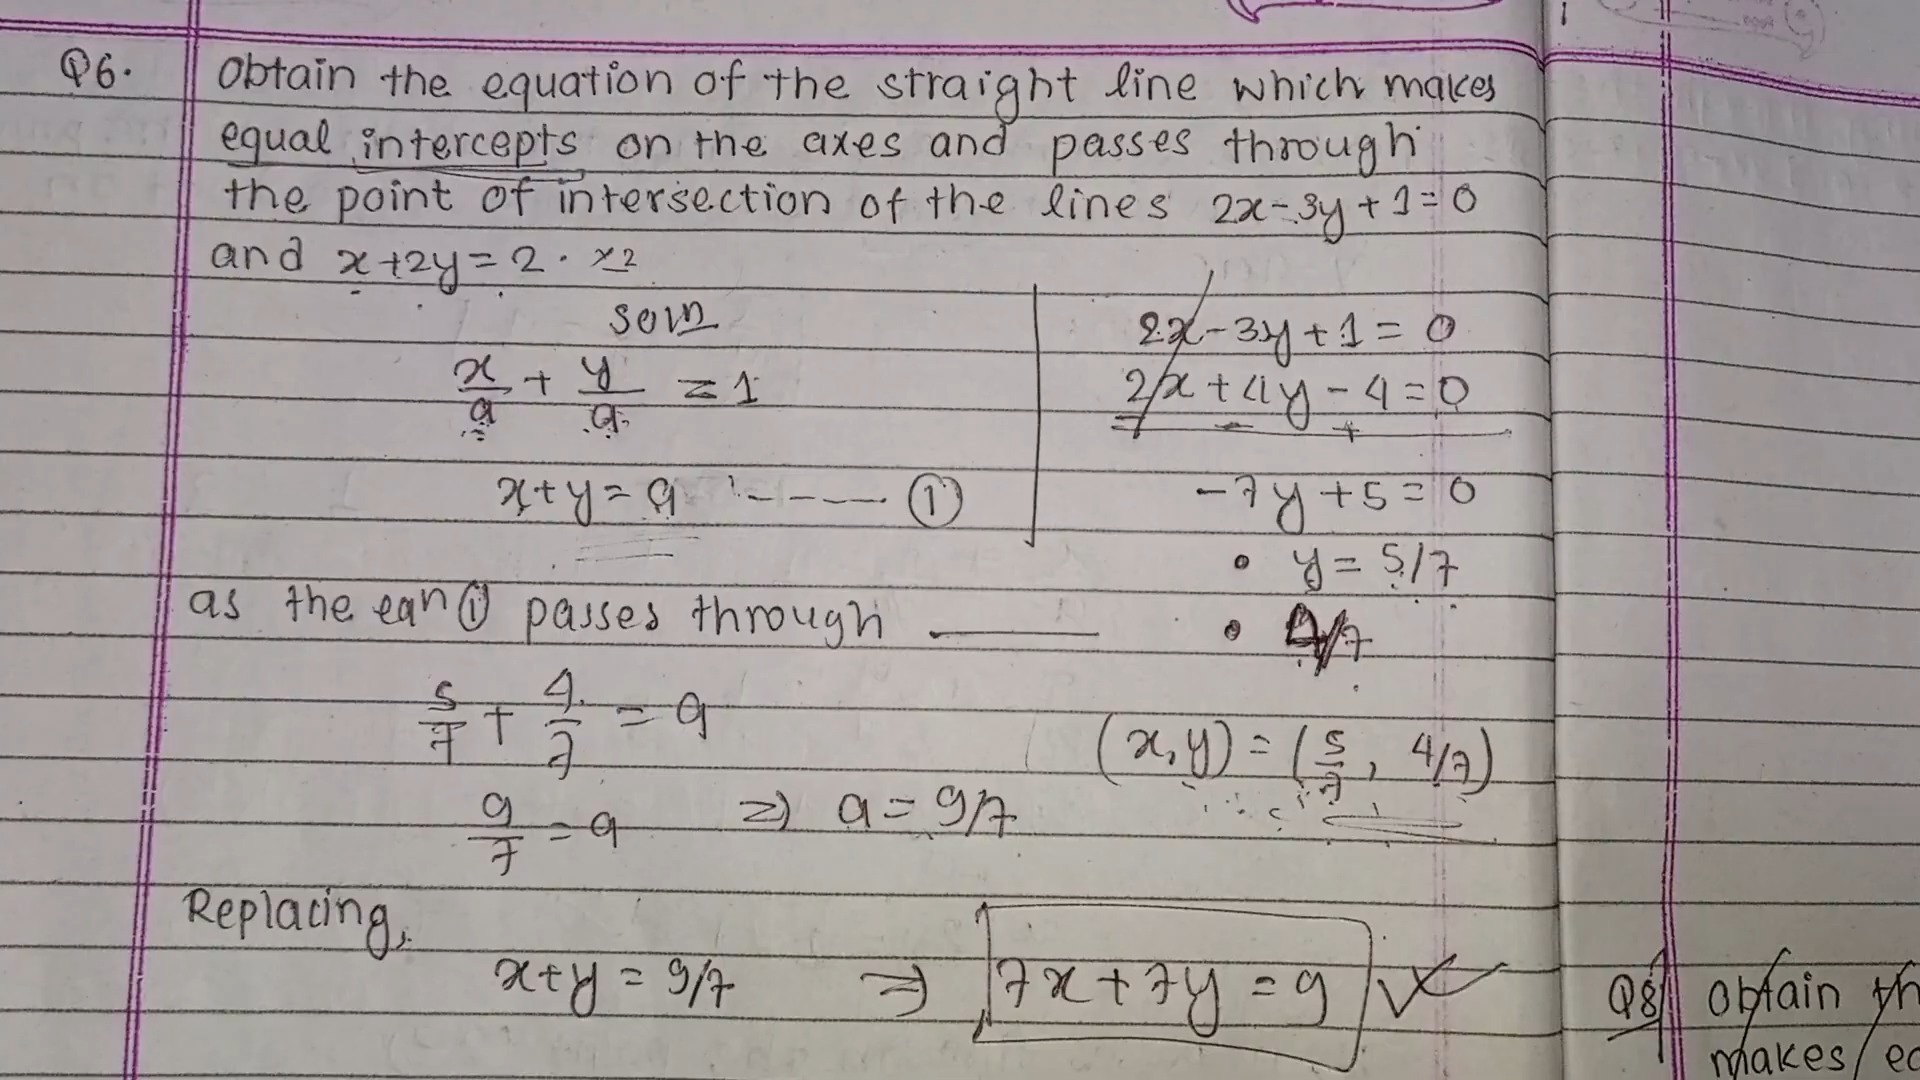 Q6. Obtain the equation of the straight line which makes
equal intercepts on the axes and passes through
the point of intersection of the lines 2x-3y+1=0
and x+2y=2. ×2
soln
x/a + y/a = 1
x+y=a ----- ①
2x-3y+1=0
2x+4y-4=0
- - +
-7y+5=0
• y=5/7
• 4/7
as the eqn ① passes through ———
5/7 + 4/7 = a
(x,y)=(5/7, 4/7)
9/7 = a ⇒ a=9/7
Replacing,
x+y=9/7 ⇒ 7x+7y=9 ✓
Q8 Obtain th
makes